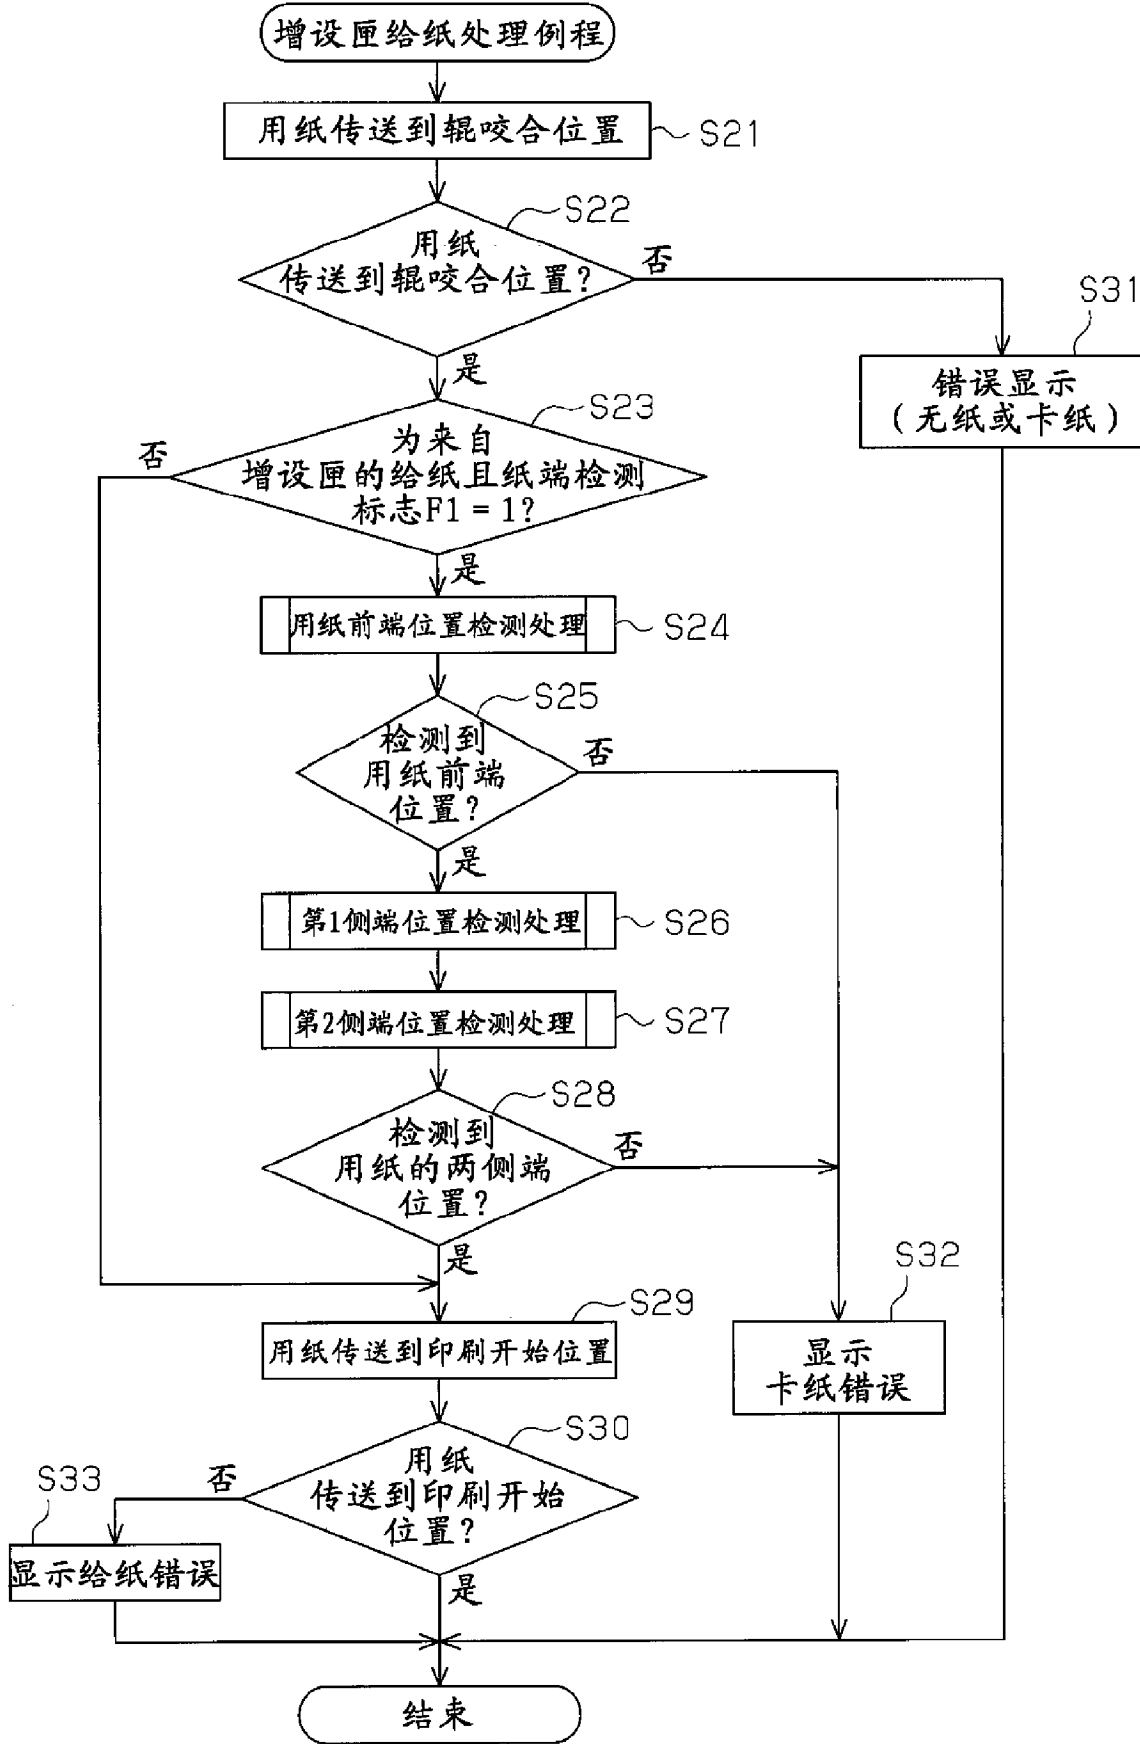 增设匣给纸处理例程
用纸传送到辊咬合位置
S21
S22
用纸
传送到辊咬合位置?
否
是
S31
错误显示
(无纸或卡纸)
S23
为来自
增设匣的给纸且纸端检测
标志F1=1?
否
是
用纸前端位置检测处理
S24
S25
检测到
用纸前端
位置?
否
是
第1侧端位置检测处理
S26
第2侧端位置检测处理
S27
S28
检测到
用纸的两侧端
位置?
否
是
S32
显示
卡纸错误
S29
用纸传送到印刷开始位置
S30
用纸
传送到印刷开始
位置?
否
是
S33
显示给纸错误
结束